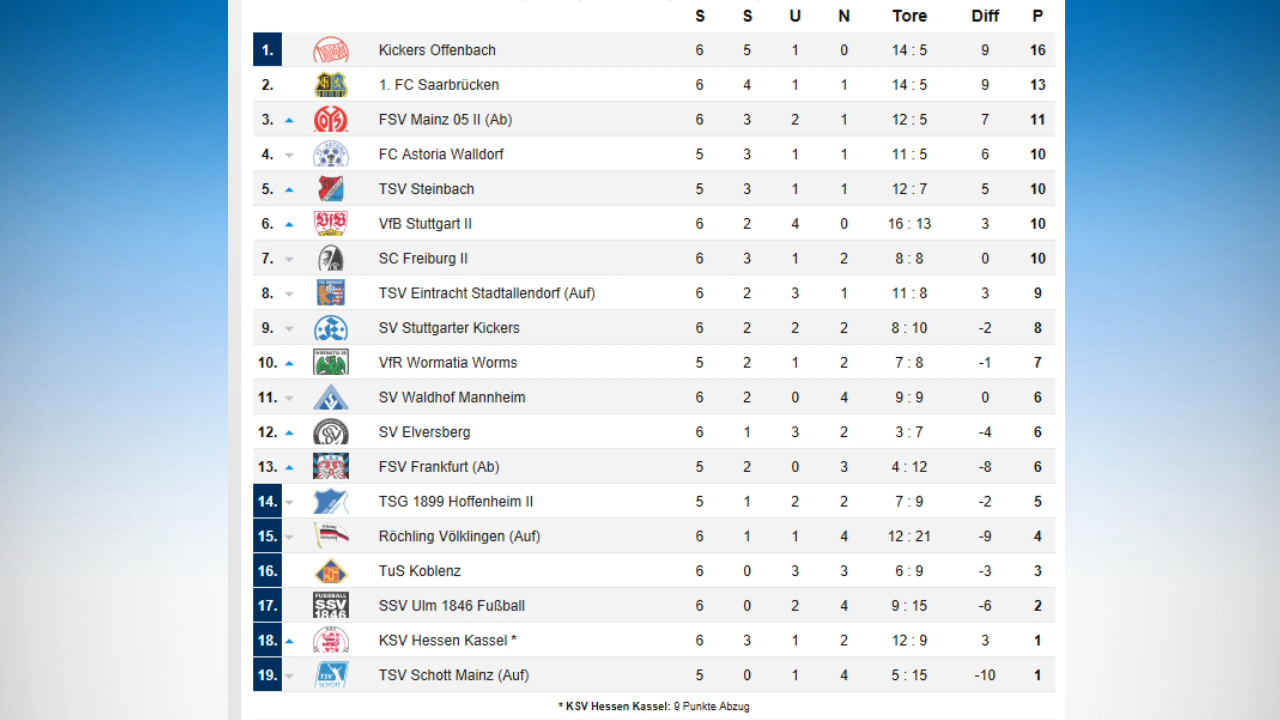 S S U N Tore Diff P
1. Kickers Offenbach 6 5 1 0 14 : 5 9 16
2. 1. FC Saarbrücken 6 4 1 1 14 : 5 9 13
3. FSV Mainz 05 II (Ab) 6 3 2 1 12 : 5 7 11
4. FC Astoria Walldorf 5 3 1 1 11 : 5 6 10
5. TSV Steinbach 5 3 1 1 12 : 7 5 10
6. VfB Stuttgart II 6 2 4 0 16 : 13 3 10
7. SC Freiburg II 6 3 1 2 8 : 8 0 10
8. TSV Eintracht Stadtallendorf (Auf) 6 2 3 1 11 : 8 3 9
9. SV Stuttgarter Kickers 6 2 2 2 8 : 10 -2 8
10. VfR Wormatia Worms 5 2 1 2 7 : 8 -1 7
11. SV Waldhof Mannheim 6 2 0 4 9 : 9 0 6
12. SV Elversberg 6 1 3 2 3 : 7 -4 6
13. FSV Frankfurt (Ab) 5 2 0 3 4 : 12 -8 6
14. TSG 1899 Hoffenheim II 5 1 2 2 7 : 9 -2 5
15. Röchling Völklingen (Auf) 6 1 1 4 12 : 21 -9 4
16. TuS Koblenz 6 0 3 3 6 : 9 -3 3
17. FUSSBALL SSV 1846 SSV Ulm 1846 Fußball 6 0 2 4 9 : 15 -6 2
18. KSV Hessen Kassel * 6 3 1 2 12 : 9 3 1
19. TSV SCHOTT TSV Schott Mainz (Auf) 5 0 1 4 5 : 15 -10 1
* KSV Hessen Kassel: 9 Punkte Abzug